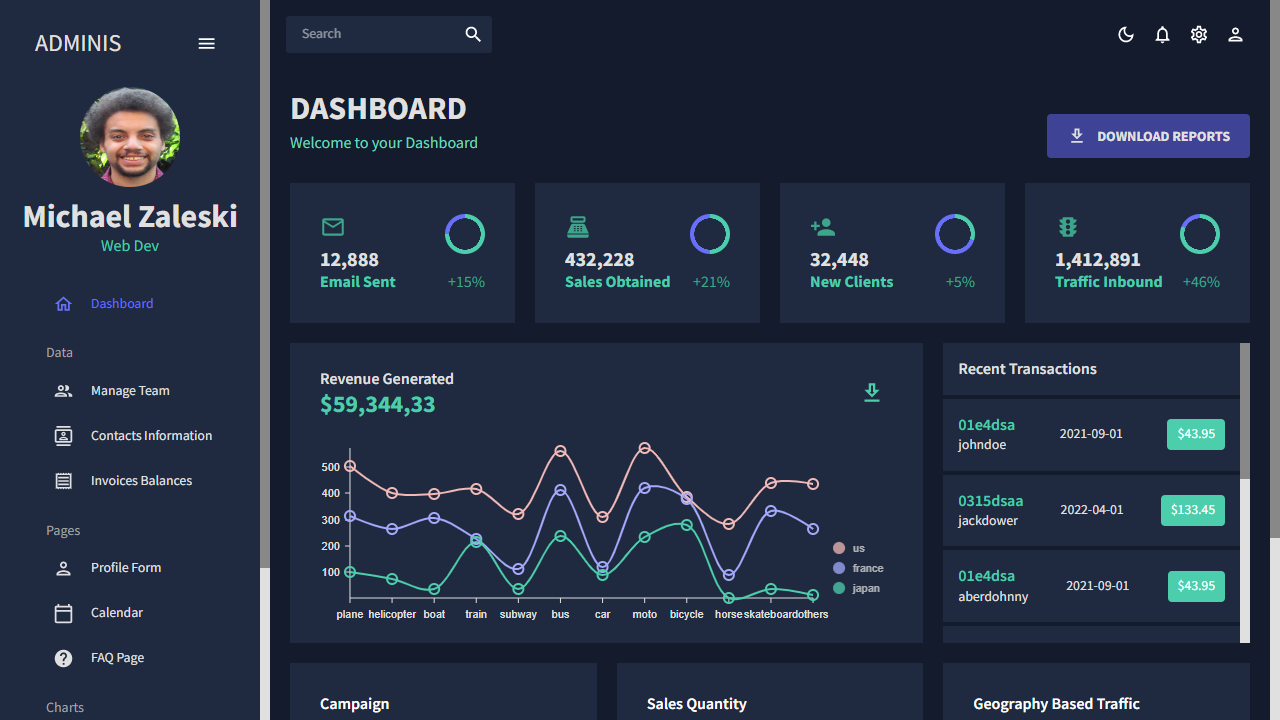 ADMINIS
Michael Zaleski
Web Dev
Dashboard
Data
Manage Team
Contacts Information
Invoices Balances
Pages
Profile Form
Calendar
FAQ Page
Charts
Search
DASHBOARD
Welcome to your Dashboard
DOWNLOAD REPORTS
12,888
Email Sent +15%
432,228
Sales Obtained +21%
32,448
New Clients +5%
1,412,891
Traffic Inbound +46%
Revenue Generated
$59,344,33
500
400
300
200
100
plane helicopter boat train subway bus car moto bicycle horse skateboard others
us
france
japan
Recent Transactions
01e4dsa
johndoe
2021-09-01
$43.95
0315dsaa
jackdower
2022-04-01
$133.45
01e4dsa
aberdohnny
2021-09-01
$43.95
Campaign
Sales Quantity
Geography Based Traffic